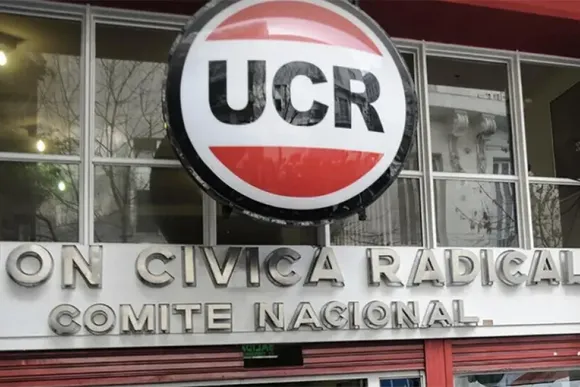 UCR
ON CIVICA RADICAL
COMITE NACIONAL